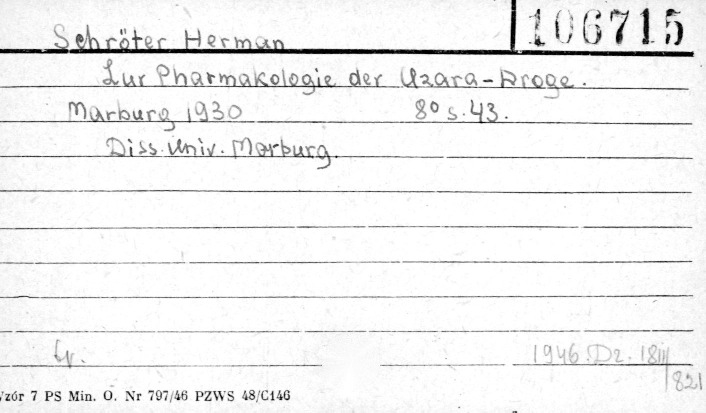 106715
Schröter Herman
Zur Pharmakologie der Uzara-Droge.
Marburg 1930 8° s. 43.
Diss. Univ. Marburg.
1946 Dz. 18III
821
Wzór 7 PS Min. O. Nr 797/46 PZWS 48/C146